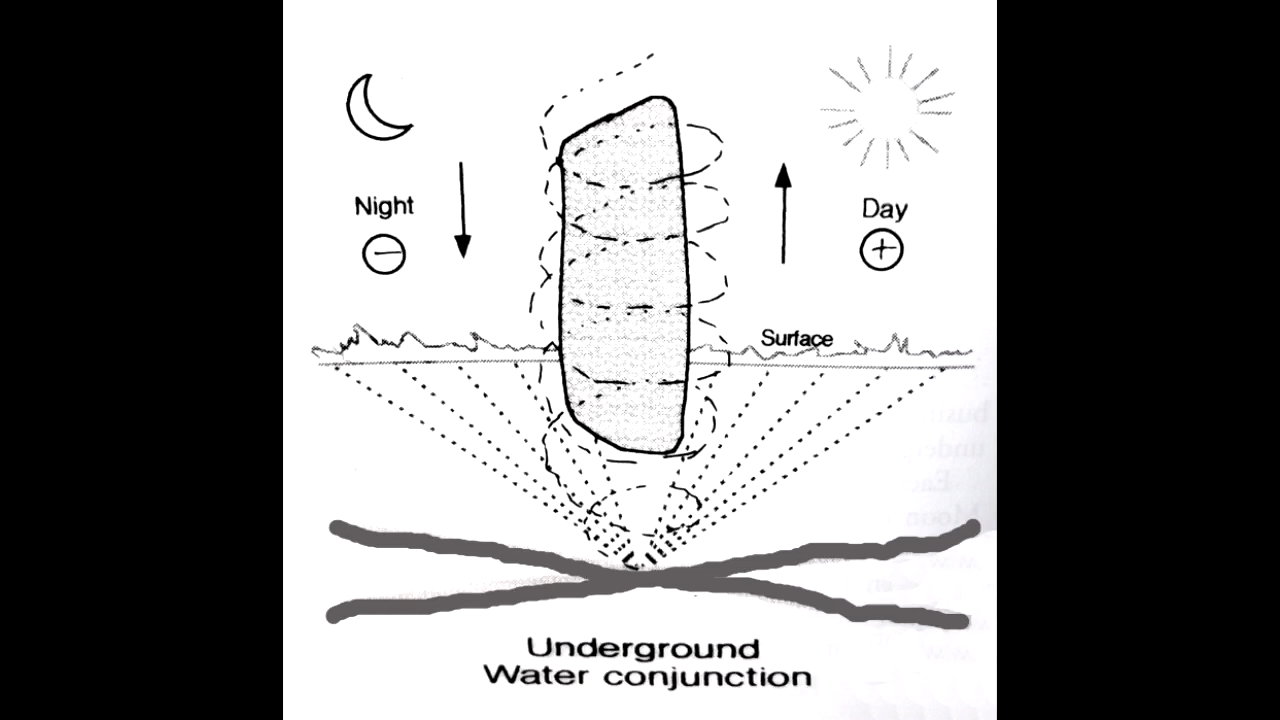 Night
Day
−
+
Surface
Underground
Water conjunction